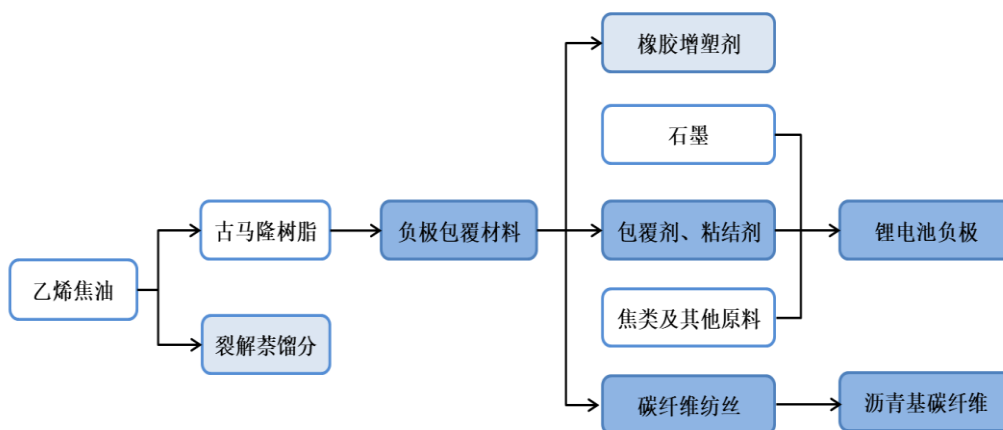 橡胶增塑剂
石墨
古马隆树脂
负极包覆材料
包覆剂、粘结剂
锂电池负极
乙烯焦油
裂解萘馏分
焦类及其他原料
碳纤维纺丝
沥青基碳纤维